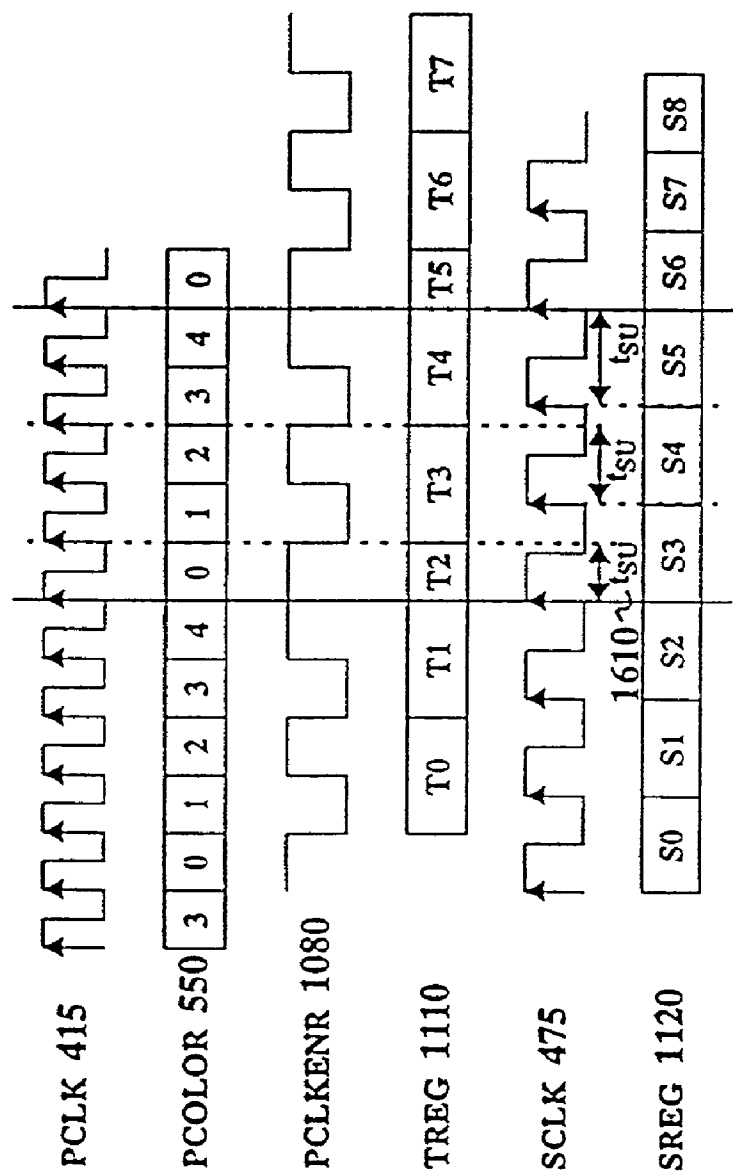 PCLK 415
PCOLOR 550 3 0 1 2 3 4 0 1 2 3 4 0
PCLKENR 1080
TREG 1110 T0 T1 T2 T3 T4 T5 T6 T7
SCLK 475
1610 tSU tSU tSU
SREG 1120 S0 S1 S2 S3 S4 S5 S6 S7 S8